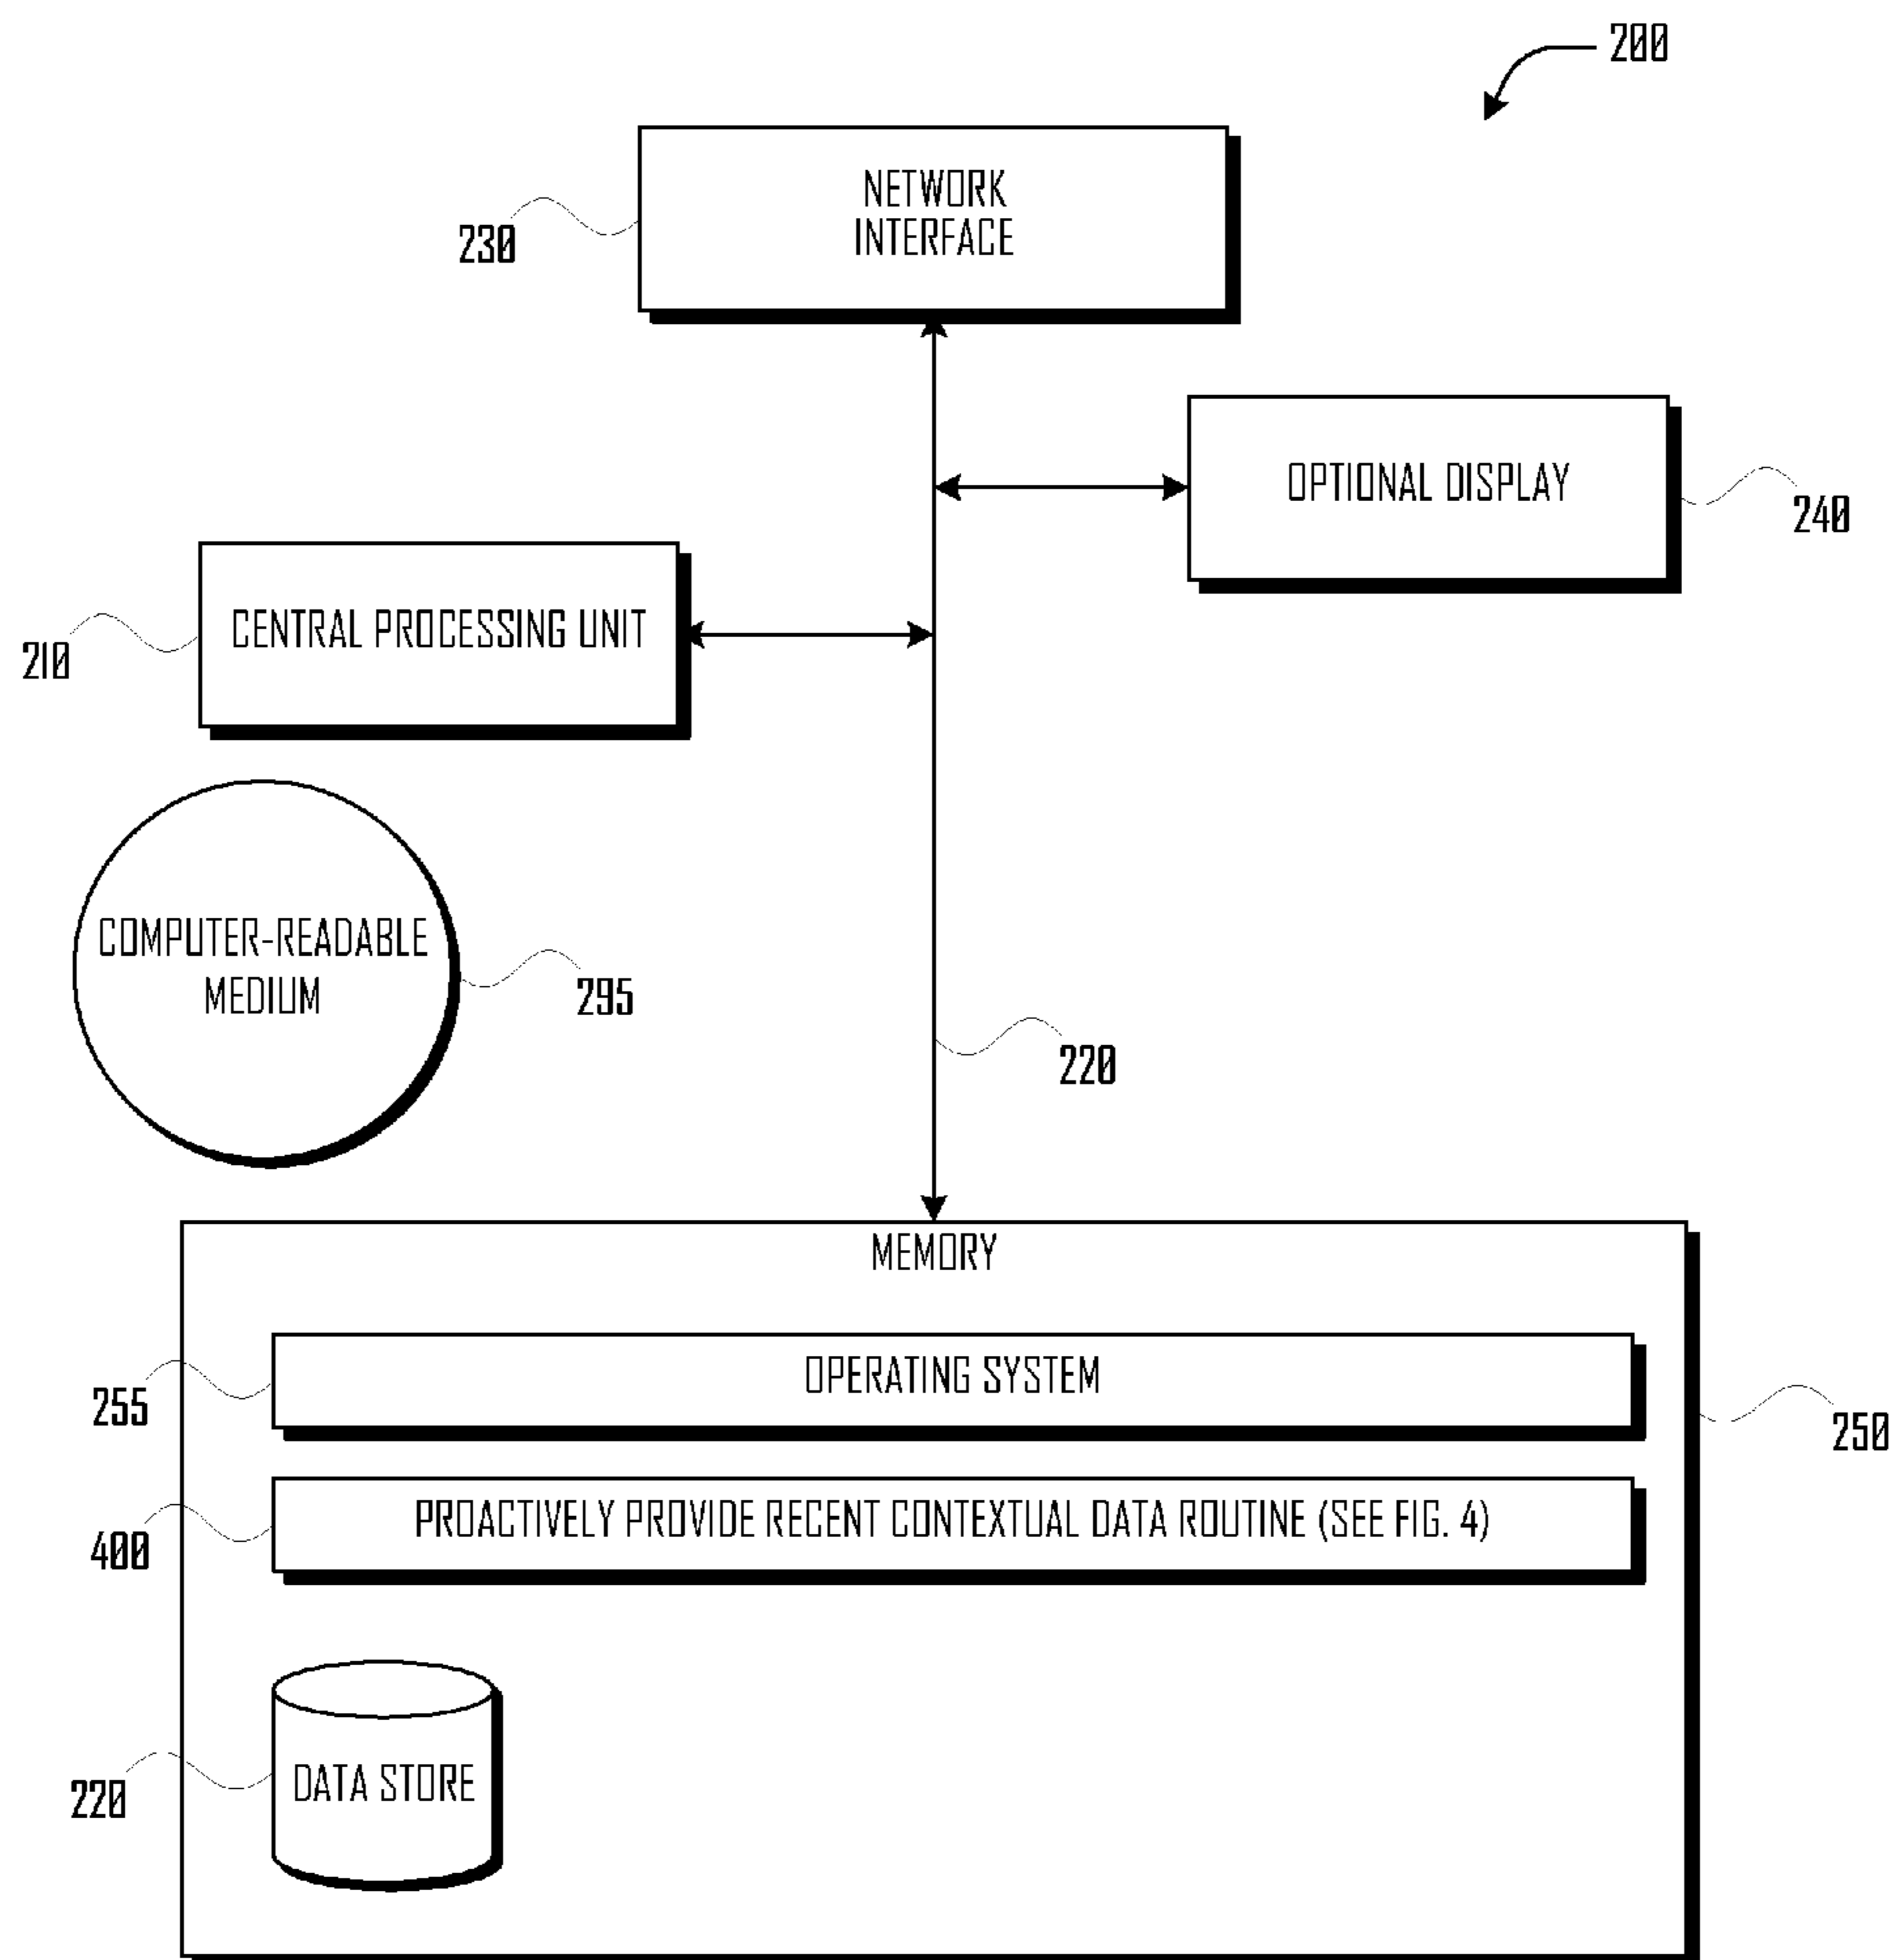 200
NETWORK
INTERFACE
230
OPTIONAL DISPLAY
240
CENTRAL PROCESSING UNIT
210
COMPUTER-READABLE
MEDIUM
295
220
MEMORY
OPERATING SYSTEM
255
250
PROACTIVELY PROVIDE RECENT CONTEXTUAL DATA ROUTINE (SEE FIG. 4)
400
DATA STORE
220